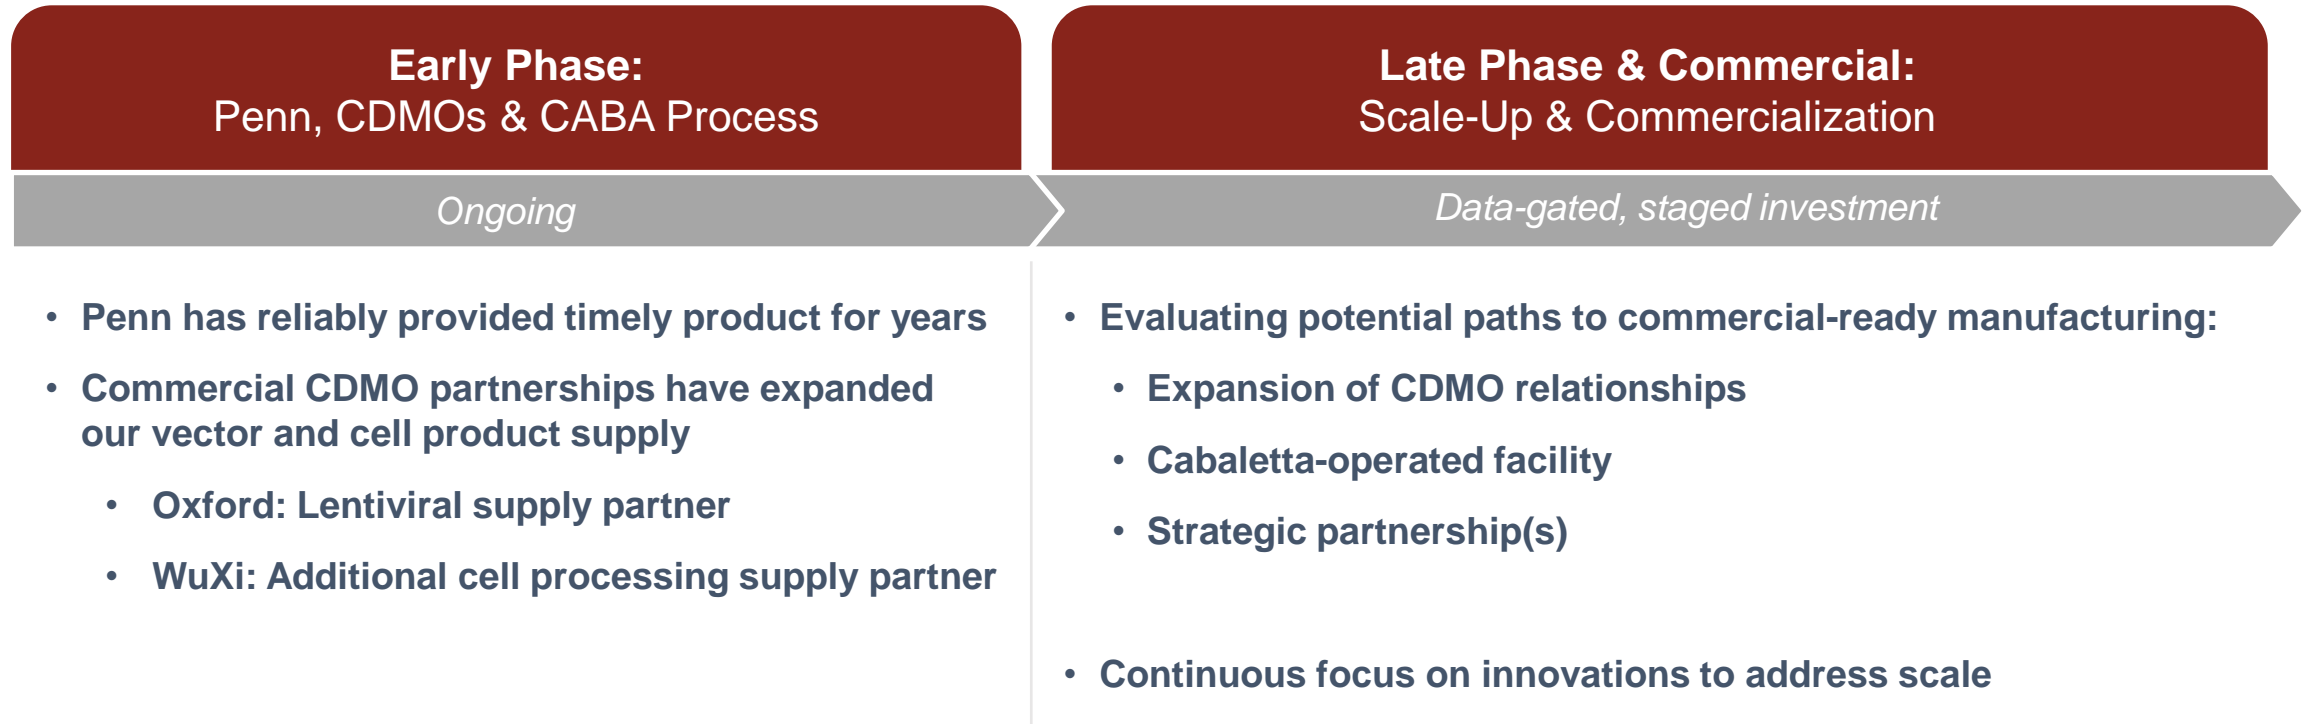 Early Phase:
Penn, CDMOs & CABA Process
Ongoing
• Penn has reliably provided timely product for years
• Commercial CDMO partnerships have expanded
our vector and cell product supply
• Oxford: Lentiviral supply partner
• WuXi: Additional cell processing supply partner
Late Phase & Commercial:
Scale-Up & Commercialization
Data-gated, staged investment
• Evaluating potential paths to commercial-ready manufacturing:
• Expansion of CDMO relationships
• Cabaletta-operated facility
• Strategic partnership(s)
• Continuous focus on innovations to address scale